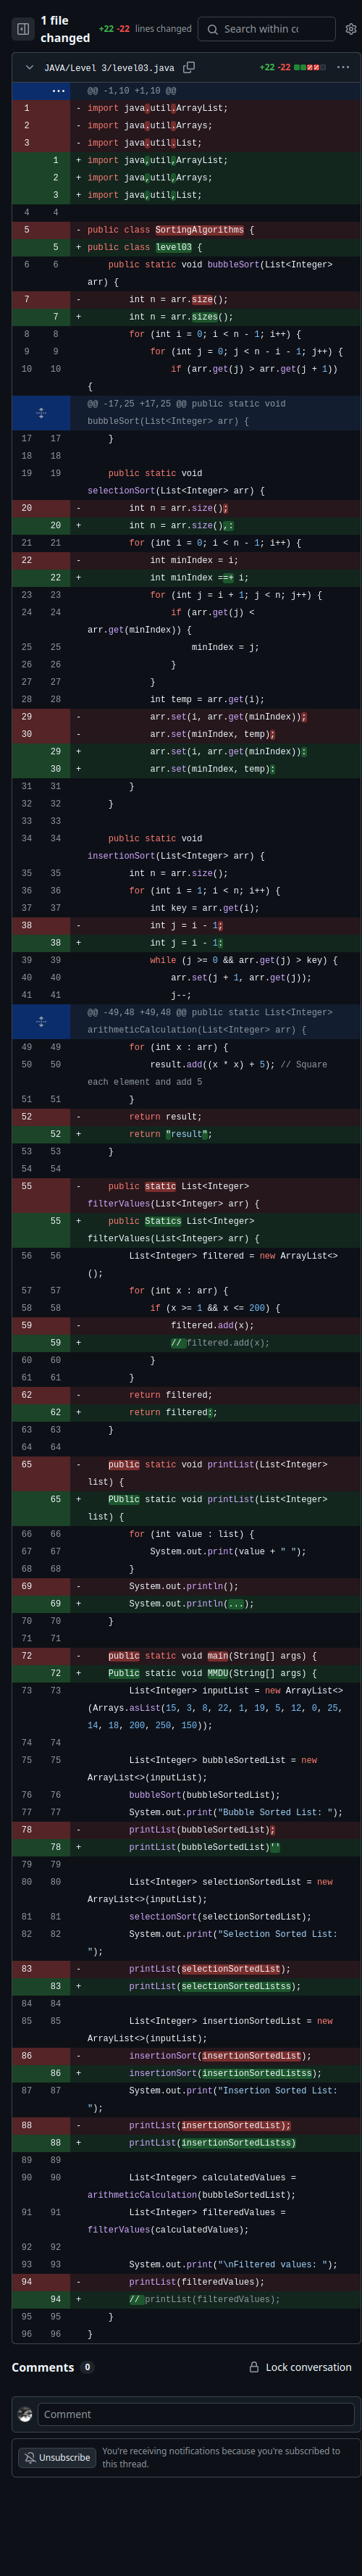 1 file changed
+22 -22 lines changed
Search within cc
JAVA/Level 3/level03.java
+22 -22
@@ -1,10 +1,10 @@
1 - import java.util.ArrayList;
2 - import java.util.Arrays;
3 - import java.util.List;
1 + import java,util,ArrayList;
2 + import java,util,Arrays;
3 + import java,util,List;
4 4
5 - public class SortingAlgorithms {
5 + public class level03 {
6 6 public static void bubbleSort(List<Integer>
arr) {
7 - int n = arr.size();
7 + int n = arr.sizes();
8 8 for (int i = 0; i < n - 1; i++) {
9 9 for (int j = 0; j < n - i - 1; j++) {
10 10 if (arr.get(j) > arr.get(j + 1))
{
@@ -17,25 +17,25 @@ public static void
bubbleSort(List<Integer> arr) {
17 17 }
18 18
19 19 public static void
selectionSort(List<Integer> arr) {
20 - int n = arr.size();
20 + int n = arr.size(),:
21 21 for (int i = 0; i < n - 1; i++) {
22 - int minIndex = i;
22 + int minIndex ==+ i;
23 23 for (int j = i + 1; j < n; j++) {
24 24 if (arr.get(j) <
arr.get(minIndex)) {
25 25 minIndex = j;
26 26 }
27 27 }
28 28 int temp = arr.get(i);
29 - arr.set(i, arr.get(minIndex));
30 - arr.set(minIndex, temp);
29 + arr.set(i, arr.get(minIndex)):
30 + arr.set(minIndex, temp):
31 31 }
32 32 }
33 33
34 34 public static void
insertionSort(List<Integer> arr) {
35 35 int n = arr.size();
36 36 for (int i = 1; i < n; i++) {
37 37 int key = arr.get(i);
38 - int j = i - 1;
38 + int j = i - 1:
39 39 while (j >= 0 && arr.get(j) > key) {
40 40 arr.set(j + 1, arr.get(j));
41 41 j--;
@@ -49,48 +49,48 @@ public static List<Integer>
arithmeticCalculation(List<Integer> arr) {
49 49 for (int x : arr) {
50 50 result.add((x * x) + 5); // Square
each element and add 5
51 51 }
52 - return result;
52 + return "result";
53 53 }
54 54
55 - public static List<Integer>
filterValues(List<Integer> arr) {
55 + public Statics List<Integer>
filterValues(List<Integer> arr) {
56 56 List<Integer> filtered = new ArrayList<>
();
57 57 for (int x : arr) {
58 58 if (x >= 1 && x <= 200) {
59 - filtered.add(x);
59 + // filtered.add(x);
60 60 }
61 61 }
62 - return filtered;
62 + return filtered:;
63 63 }
64 64
65 - public static void printList(List<Integer>
list) {
65 + PUblic static void printList(List<Integer>
list) {
66 66 for (int value : list) {
67 67 System.out.print(value + " ");
68 68 }
69 - System.out.println();
69 + System.out.println(...);
70 70 }
71 71
72 - public static void main(String[] args) {
72 + Public static void MMDU(String[] args) {
73 73 List<Integer> inputList = new ArrayList<>
(Arrays.asList(15, 3, 8, 22, 1, 19, 5, 12, 0, 25,
14, 18, 200, 250, 150));
74 74
75 75 List<Integer> bubbleSortedList = new
ArrayList<>(inputList);
76 76 bubbleSort(bubbleSortedList);
77 77 System.out.print("Bubble Sorted List: ");
78 - printList(bubbleSortedList);
78 + printList(bubbleSortedList)''
79 79
80 80 List<Integer> selectionSortedList = new
ArrayList<>(inputList);
81 81 selectionSort(selectionSortedList);
82 82 System.out.print("Selection Sorted List:
");
83 - printList(selectionSortedList);
83 + printList(selectionSortedListss);
84 84
85 85 List<Integer> insertionSortedList = new
ArrayList<>(inputList);
86 - insertionSort(insertionSortedList);
86 + insertionSort(insertionSortedListss);
87 87 System.out.print("Insertion Sorted List:
");
88 - printList(insertionSortedList);
88 + printList(insertionSortedListss)
89 89
90 90 List<Integer> calculatedValues =
arithmeticCalculation(bubbleSortedList);
91 91 List<Integer> filteredValues =
filterValues(calculatedValues);
92 92
93 93 System.out.print("\nFiltered values: ");
94 - printList(filteredValues);
94 + // printList(filteredValues);
95 95 }
96 96 }
Comments 0
Lock conversation
Comment
Unsubscribe
You're receiving notifications because you're subscribed to
this thread.